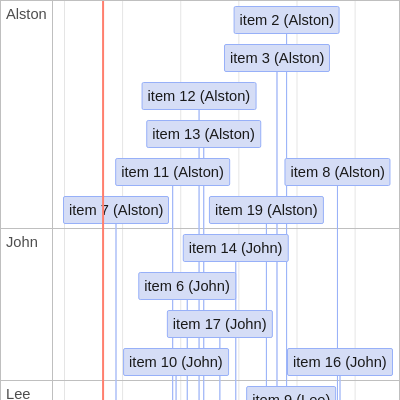 Alston
item 2 (Alston)
item 3 (Alston)
item 12 (Alston)
item 13 (Alston)
item 11 (Alston)
item 8 (Alston)
item 7 (Alston)
item 19 (Alston)
John
item 14 (John)
item 6 (John)
item 17 (John)
item 10 (John)
item 16 (John)
Lee
item 9 (Lee)